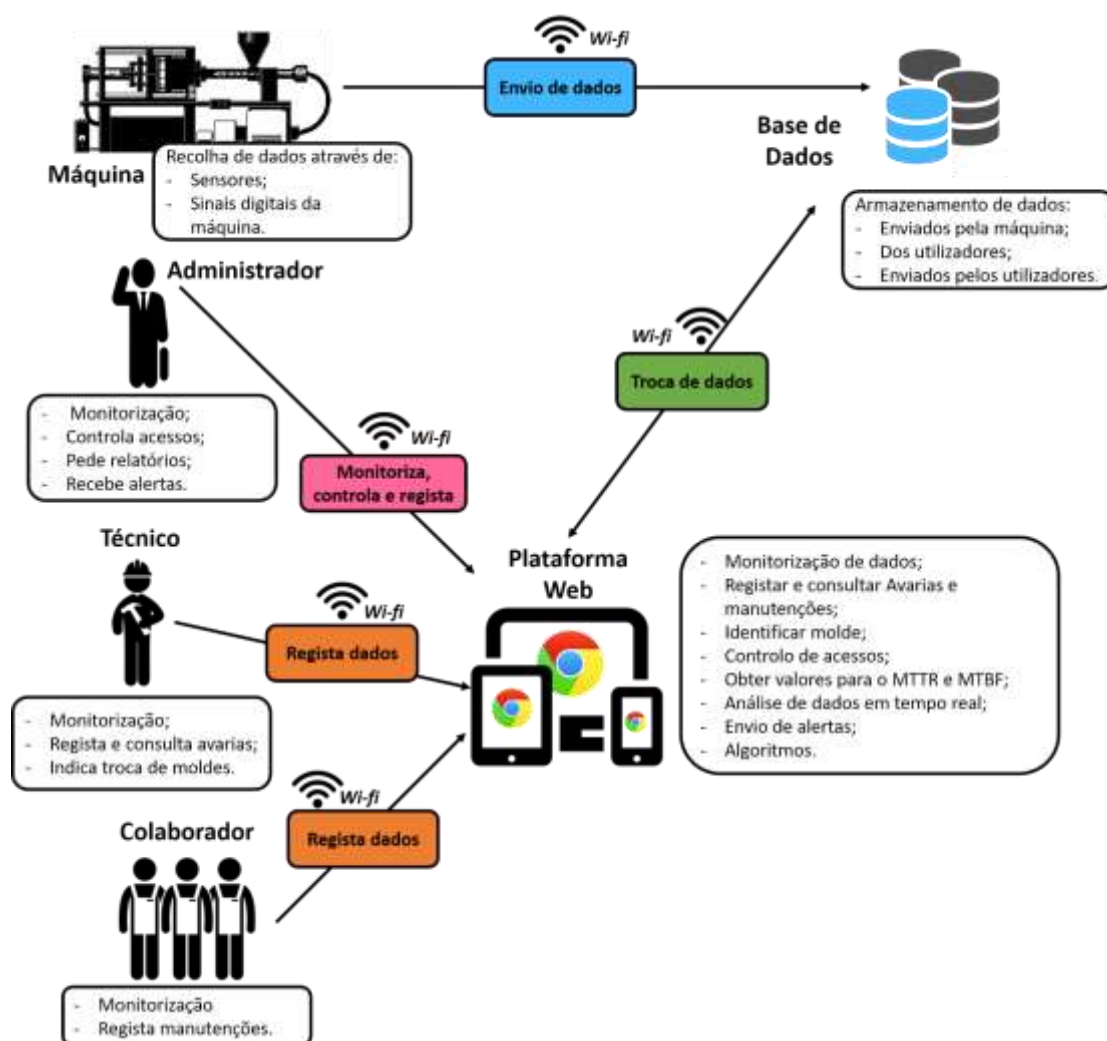 Wi-fi
Envio de dados
Base de
Dados
Máquina
Recolha de dados através de:
- Sensores;
- Sinais digitais da
máquina.
Armazenamento de dados:
- Enviados pela máquina;
- Dos utilizadores;
- Enviados pelos utilizadores.
Administrador
Wi-fi
Troca de dados
- Monitorização;
- Controla acessos;
- Pede relatórios;
- Recebe alertas.
Wi-fi
Monitoriza,
controla e regista
Técnico
Plataforma
Web
- Monitorização de dados;
- Registar e consultar Avarias e
manutenções;
- Identificar molde;
- Controlo de acessos;
- Obter valores para o MTTR e MTBF;
- Análise de dados em tempo real;
- Envio de alertas;
- Algoritmos.
Wi-fi
Regista dados
- Monitorização;
- Regista e consulta avarias;
- Indica troca de moldes.
Wi-fi
Regista dados
Colaborador
- Monitorização
- Regista manutenções.